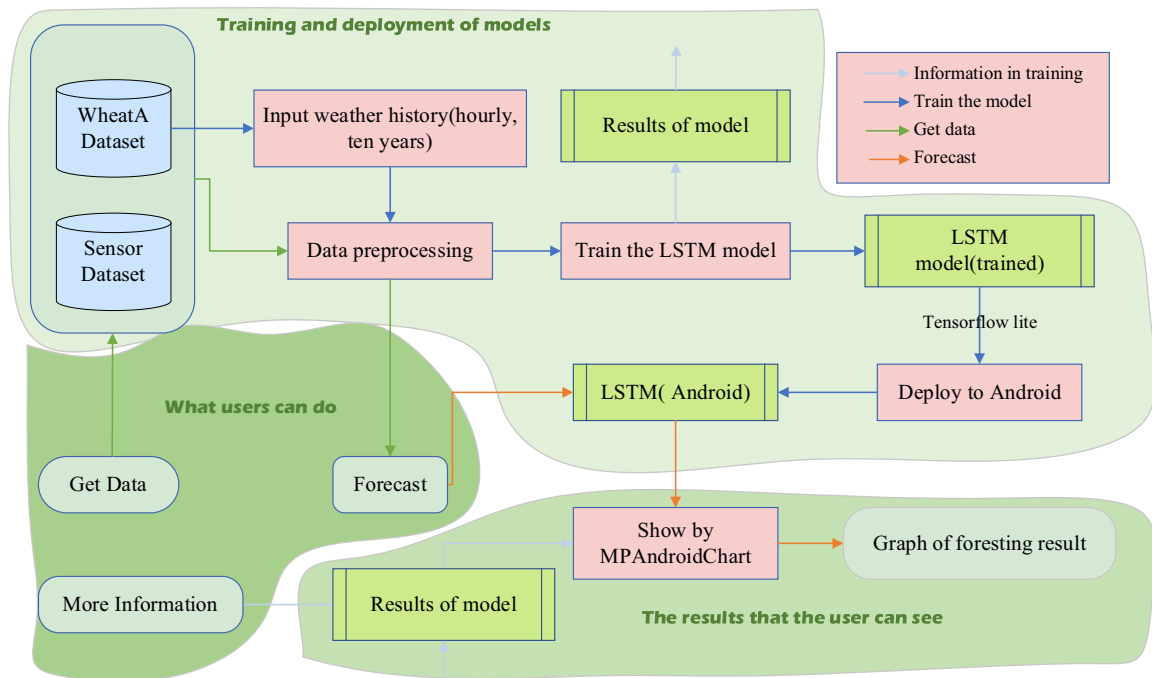 Training and deployment of models
WheatA
Dataset
Input weather history(hourly,
ten years)
Results of model
Information in training
Train the model
Get data
Forecast
Sensor
Dataset
Data preprocessing
Train the LSTM model
LSTM
model(trained)
Tensorflow lite
What users can do
LSTM( Android)
Deploy to Android
Get Data
Forecast
Show by
MPAndroidChart
Graph of foresting result
More Information
Results of model
The results that the user can see